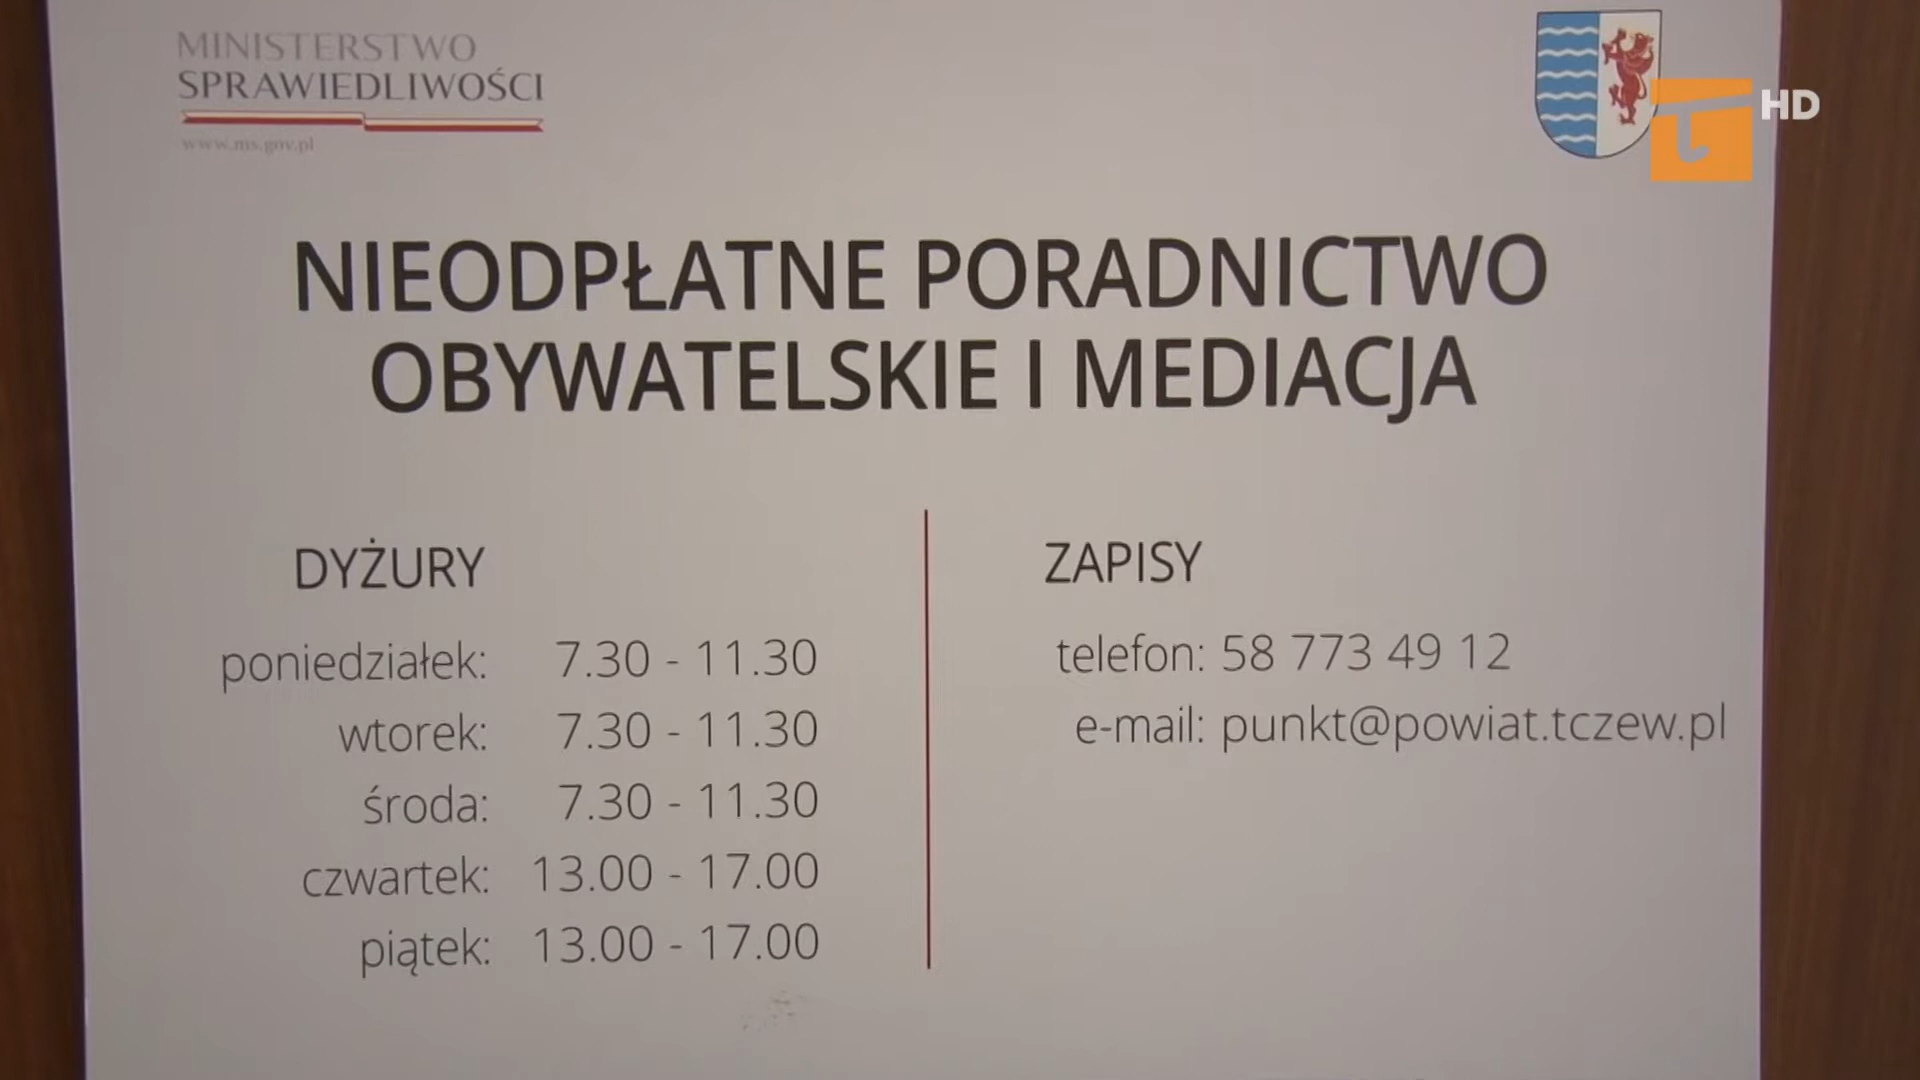 MINISTERSTWO
SPRAWIEDLIWOŚCI
www.ms.gov.pl
HD
NIEODPŁATNE PORADNICTWO
OBYWATELSKIE I MEDIACJA
DYŻURY
poniedziałek: 7.30 - 11.30
wtorek: 7.30 - 11.30
środa: 7.30 - 11.30
czwartek: 13.00 - 17.00
piątek: 13.00 - 17.00
ZAPISY
telefon: 58 773 49 12
e-mail: punkt@powiat.tczew.pl